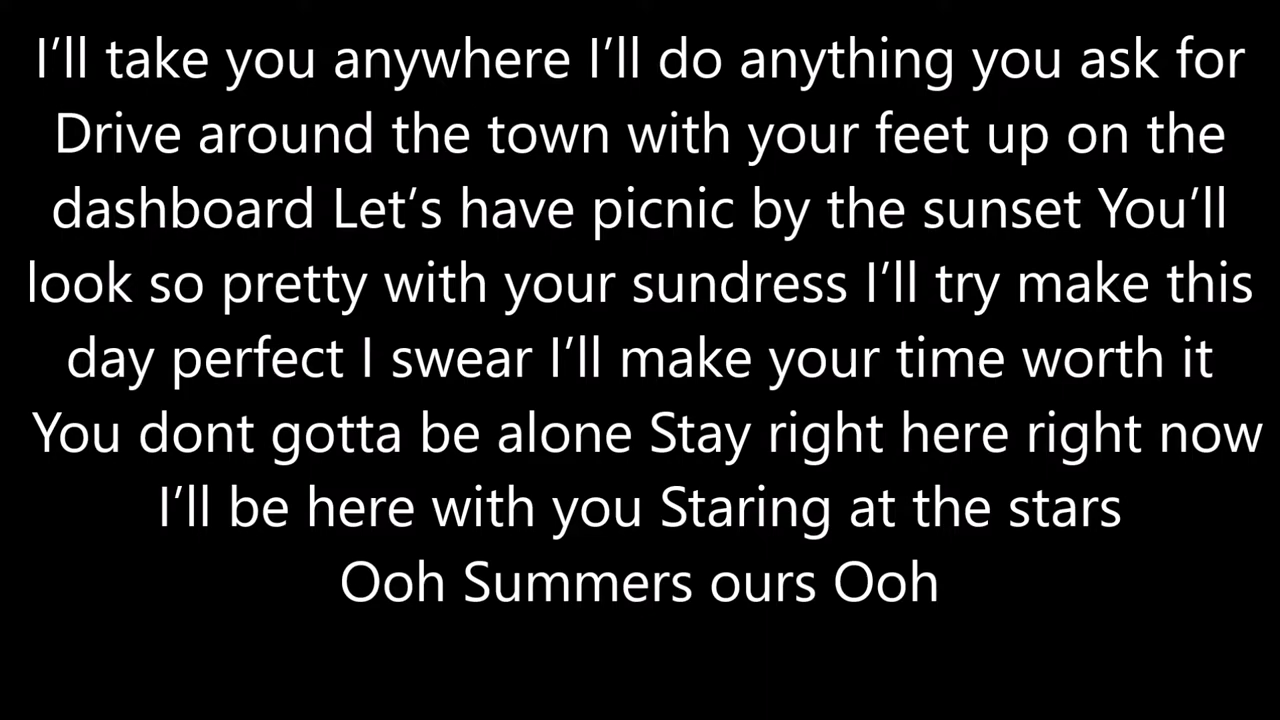 I’ll take you anywhere I’ll do anything you ask for
Drive around the town with your feet up on the
dashboard Let’s have picnic by the sunset You‘ll
look so pretty with your sundress I’ll try make this
day perfect I swear I’ll make your time worth it
You dont gotta be alone Stay right here right now
I’ll be here with you Staring at the stars
Ooh Summers ours Ooh